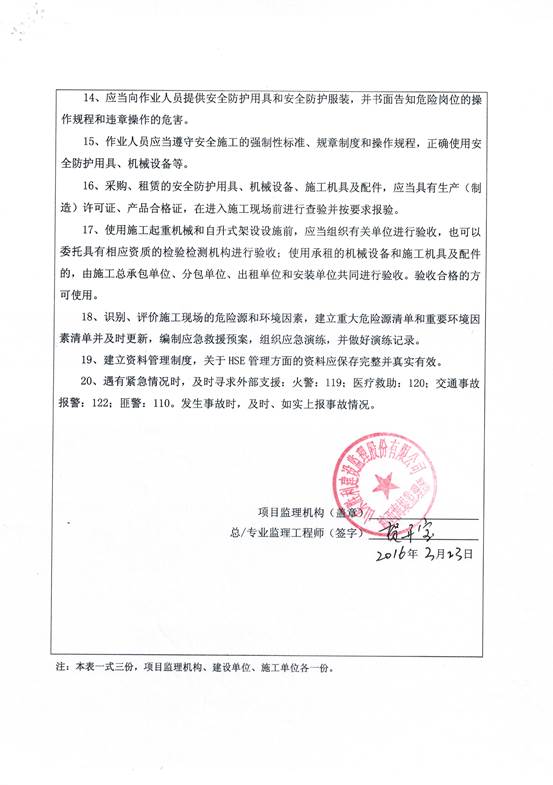 14、应当向作业人员提供安全防护用具和安全防护服装，并书面告知危险岗位的操
作规程和违章操作的危害。
15、作业人员应当遵守安全施工的强制性标准、规章制度和操作规程，正确使用安
全防护用具、机械设备等。
16、采购、租赁的安全防护用具、机械设备、施工机具及配件，应当具有生产（制
造）许可证、产品合格证，在进入施工现场前进行查验并按要求报验。
17、使用施工起重机械和自升式架设设施前，应当组织有关单位进行验收，也可以
委托具有相应资质的检验检测机构进行验收；使用承租的机械设备和施工机具及配件
的，由施工总承包单位、分包单位、出租单位和安装单位共同进行验收。验收合格的方
可使用。
18、识别、评价施工现场的危险源和环境因素，建立重大危险源清单和重要环境因
素清单并及时更新，编制应急救援预案，组织应急演练，并做好演练记录。
19、建立资料管理制度，关于HSE管理方面的资料应保存完整并真实有效。
20、遇有紧急情况时，及时寻求外部支援：火警：119；医疗救助：120；交通事故
报警：122；匪警：110。发生事故时，及时、如实上报事故情况。
胜利建设监理股份有限公司
项目监理机构（盖章）
总/专业监理工程师（签字）
2016年3月23日
注：本表一式三份，项目监理机构、建设单位、施工单位各一份。